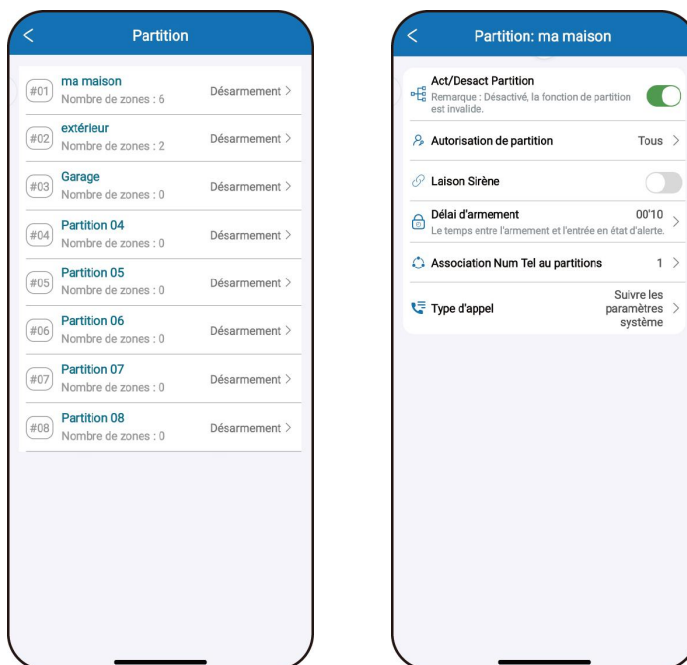 Partition
#01
ma maison
Nombre de zones : 6
Désarmement
#02
extérieur
Nombre de zones : 2
Désarmement
#03
Garage
Nombre de zones : 0
Désarmement
#04
Partition 04
Nombre de zones : 0
Désarmement
#05
Partition 05
Nombre de zones : 0
Désarmement
#06
Partition 06
Nombre de zones : 0
Désarmement
#07
Partition 07
Nombre de zones : 0
Désarmement
#08
Partition 08
Nombre de zones : 0
Désarmement
Partition: ma maison
Act/Desact Partition
Remarque : Désactivé, la fonction de partition
est invalide.
Autorisation de partition
Tous
Laison Sirène
Délai d'armement
00'10
Le temps entre l'armement et l'entrée en état d'alerte.
Association Num Tel au partitions
1
Type d'appel
Suivre les
paramètres
système